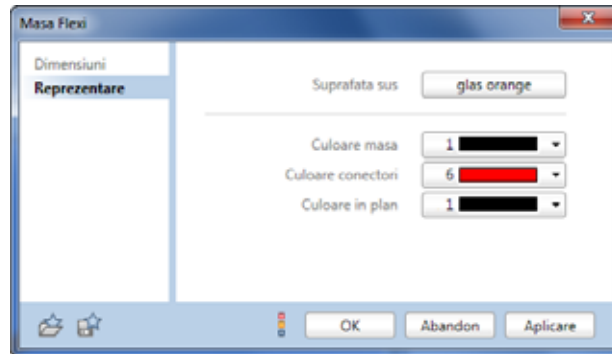 Masa Flexi
Dimensiuni
Reprezentare
Suprafata sus glas orange
Culoare masa 1
Culoare conectori 6
Culoare in plan 1
OK Abandon Aplicare